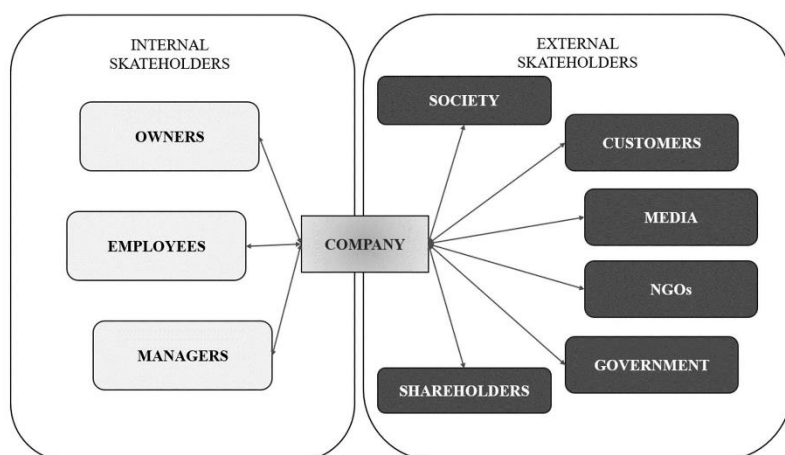 INTERNAL
SKATEHOLDERS
OWNERS
EMPLOYEES
MANAGERS
COMPANY
EXTERNAL
SKATEHOLDERS
SOCIETY
CUSTOMERS
MEDIA
NGOs
GOVERNMENT
SHAREHOLDERS